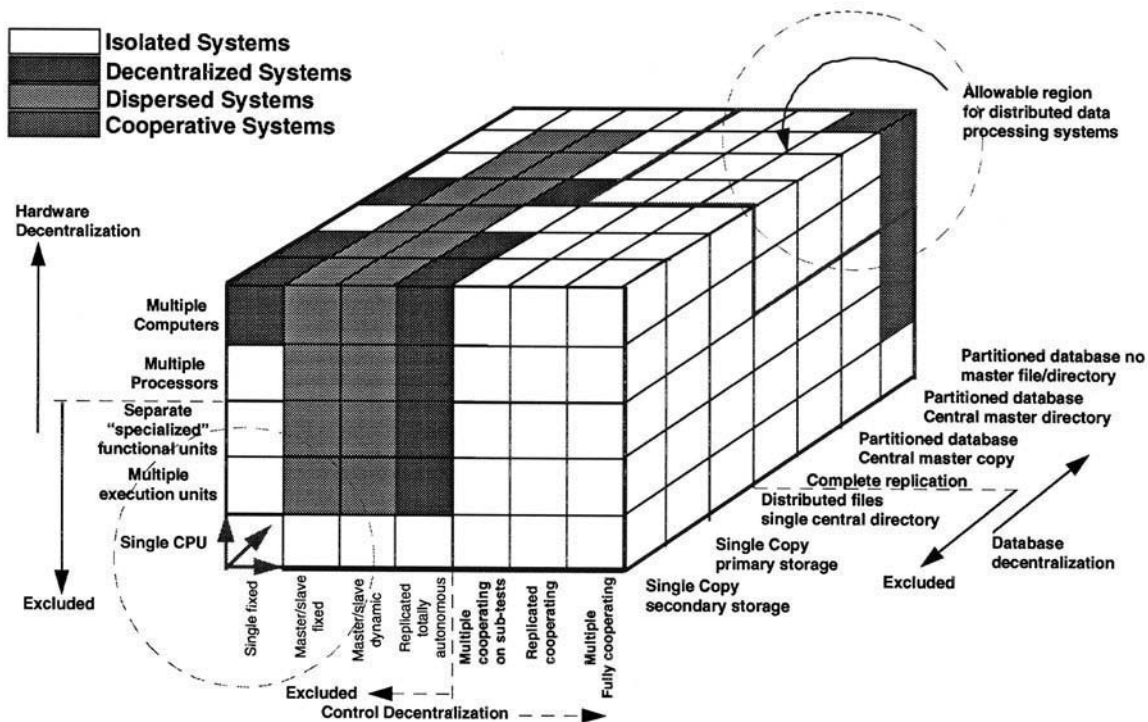 Isolated Systems
Decentralized Systems
Dispersed Systems
Cooperative Systems
Allowable region
for distributed data
processing systems
Hardware
Decentralization
Multiple
Computers
Multiple
Processors
Separate
"specialized"
functional units
Multiple
execution units
Single CPU
Excluded
Partitioned database no
master file/directory
Partitioned database
Central master directory
Partitioned database
Central master copy
Complete replication
Distributed files
single central directory
Single Copy
primary storage
Single Copy
secondary storage
Database
decentralization
Excluded
Single fixed
Master/slave
fixed
Master/slave
dynamic
Replicated
totally
autonomous
Multiple
cooperating
on sub-tests
Replicated
cooperating
Multiple
Fully cooperating
Excluded
Control Decentralization